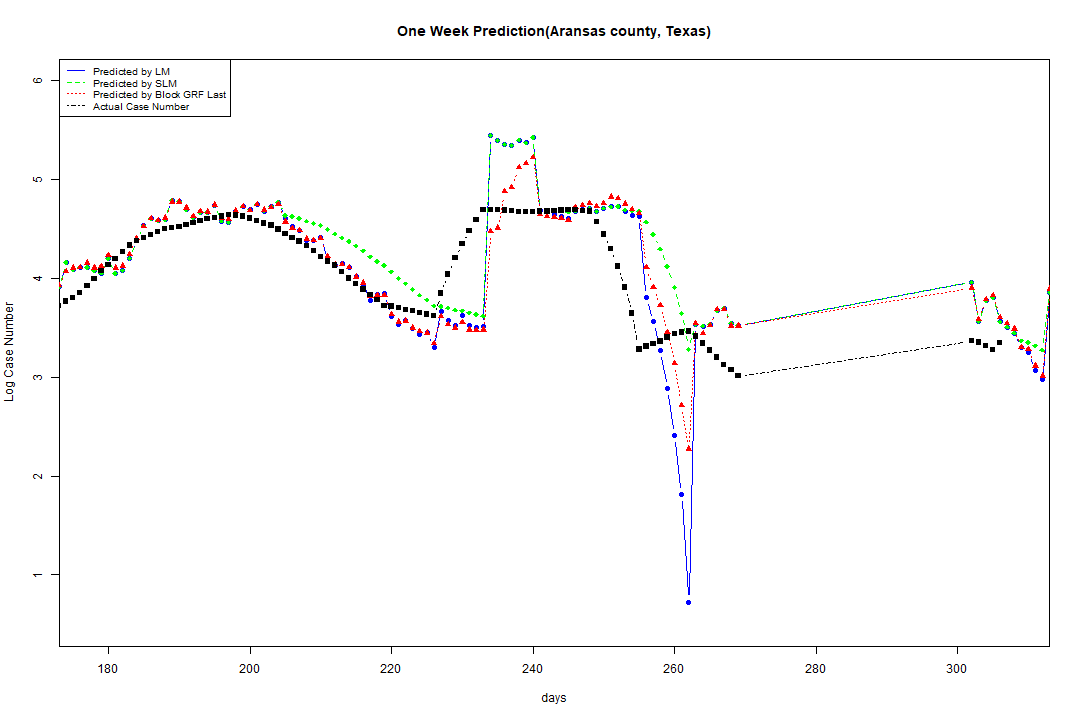 One Week Prediction(Aransas county, Texas)
Predicted by LM
Predicted by SLM
Predicted by Block GRF Last
Actual Case Number
6
5
4
3
2
1
Log Case Number
180 200 220 240 260 280 300
days